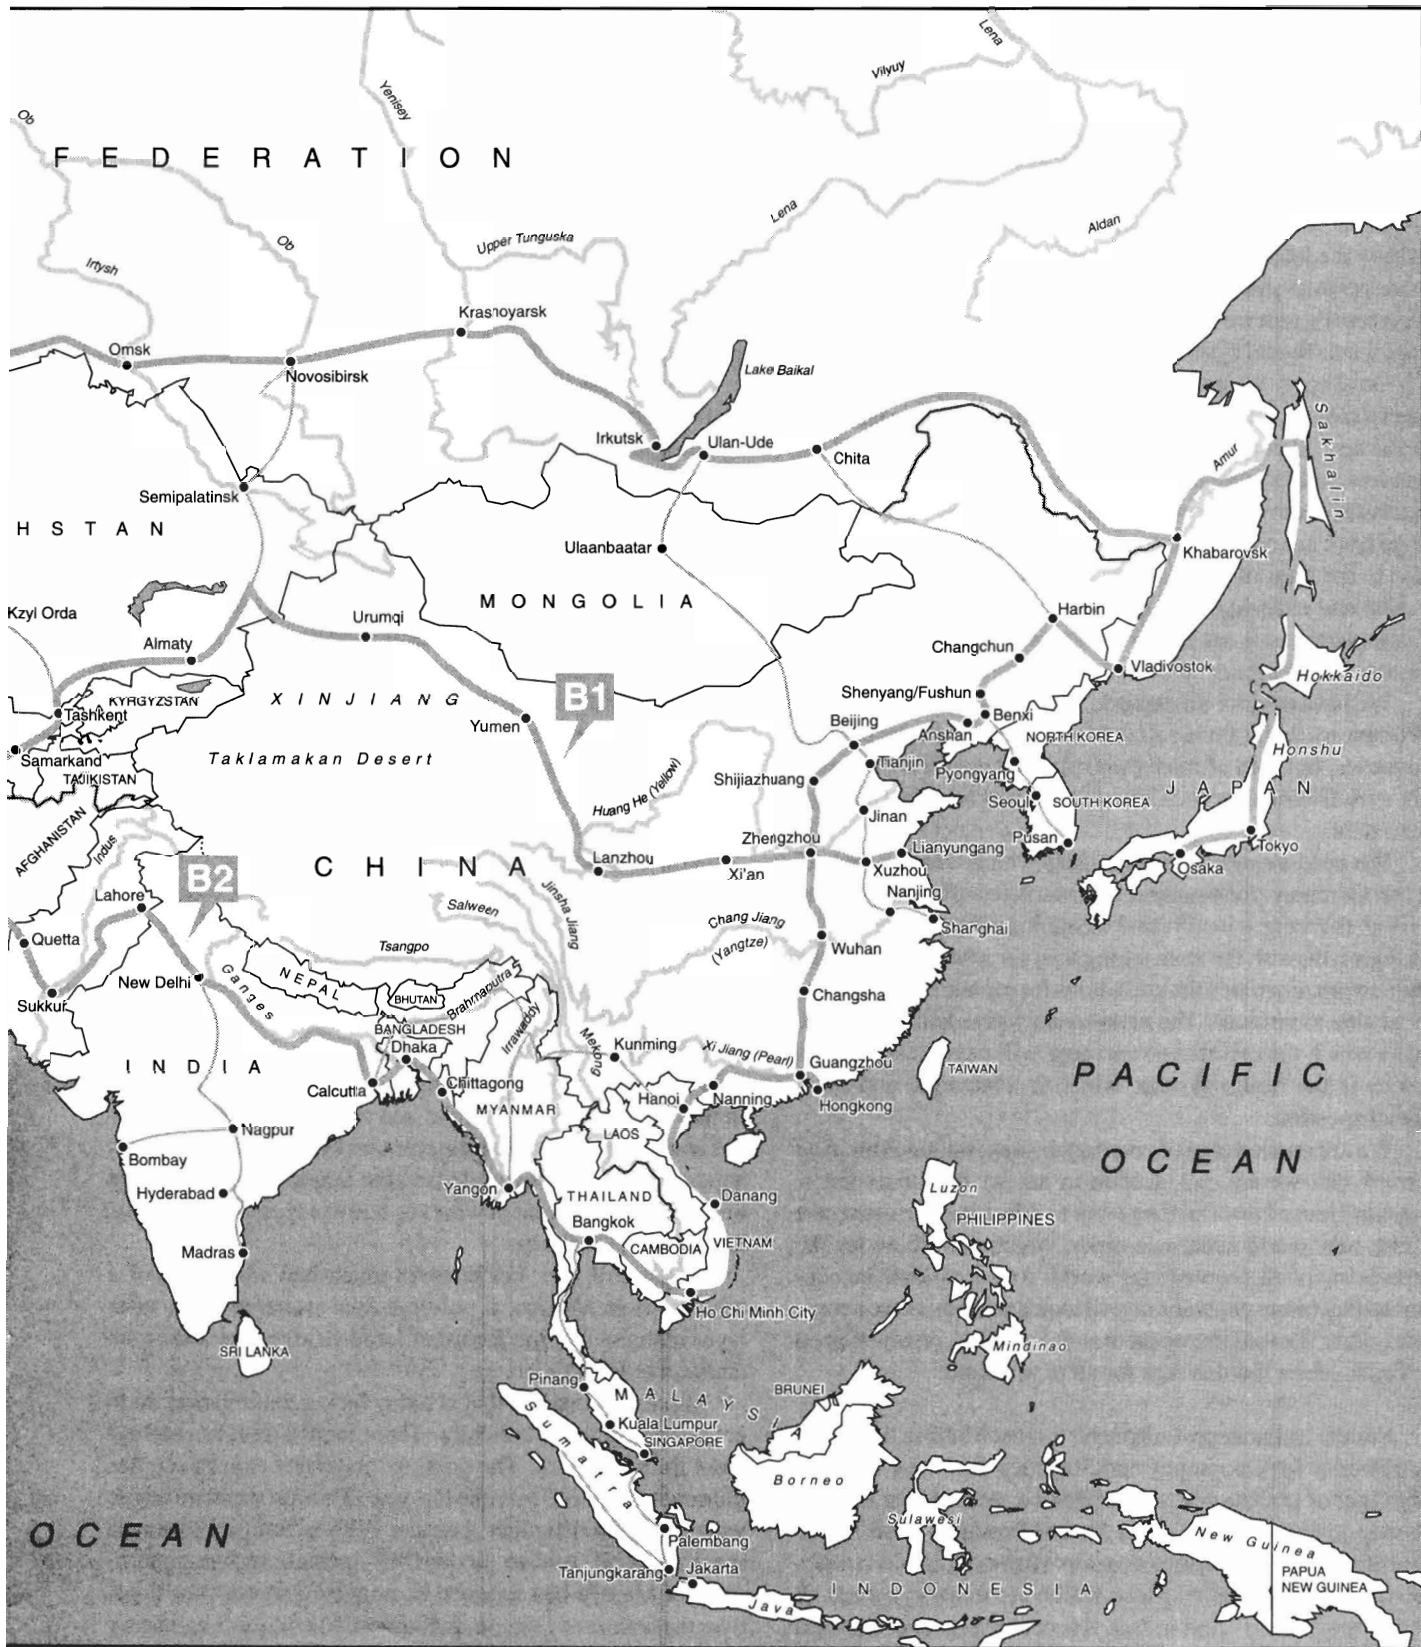 Lena
Vilyuy
Yenisey
Ob
FEDERATION
Lena
Aldan
Ob
Upper Tunguska
Irtysh
Krasnoyarsk
Omsk
Novosibirsk
Lake Baikal
Sakhalin
Irkutsk
Ulan-Ude
Chita
Amur
Semipalatinsk
HSTAN
Ulaanbaatar
Khabarovsk
MONGOLIA
Kzyl Orda
Urumqi
Harbin
Almaty
Changchun
Vladivostok
Hokkaido
KYRGYZSTAN
XINJIANG
B1
Shenyang/Fushun
Tashkent
Yumen
Beijing
Benxi
Anshan
NORTH KOREA
Honshu
Samarkand
Taklamakan Desert
Tianjin
Pyongyang
TAJIKISTAN
Huang He (Yellow)
Shijiazhuang
JAPAN
Seoul
SOUTH KOREA
AFGHANISTAN
Jinan
Indus
Zhengzhou
Pusan
Lianyungang
Tokyo
CHINA
Lanzhou
Xi'an
Xuzhou
Osaka
B2
Lahore
Jinsha Jiang
Nanjing
Salween
Chang Jiang
(Yangtze)
Shanghai
Quetta
Tsangpo
Wuhan
New Delhi
Ganges
NEPAL
BHUTAN
Brahmaputra
Changsha
Sukkur
BANGLADESH
Irrawaddy
Mekong
Dhaka
Kunming
Xi Jiang (Pearl)
Guangzhou
INDIA
TAIWAN
PACIFIC
Calcutta
Chittagong
Hanoi
Nanning
Hongkong
MYANMAR
Nagpur
LAOS
Bombay
OCEAN
Hyderabad
Yangon
THAILAND
Danang
Luzon
Bangkok
PHILIPPINES
Madras
CAMBODIA
VIETNAM
Ho Chi Minh City
SRI LANKA
Mindinao
Pinang
MALAYSIA
BRUNEI
Kuala Lumpur
SINGAPORE
Sumatra
Borneo
Sulawesi
OCEAN
Palembang
New Guinea
Tanjungkarang
Jakarta
PAPUA
NEW GUINEA
INDONESIA
Java